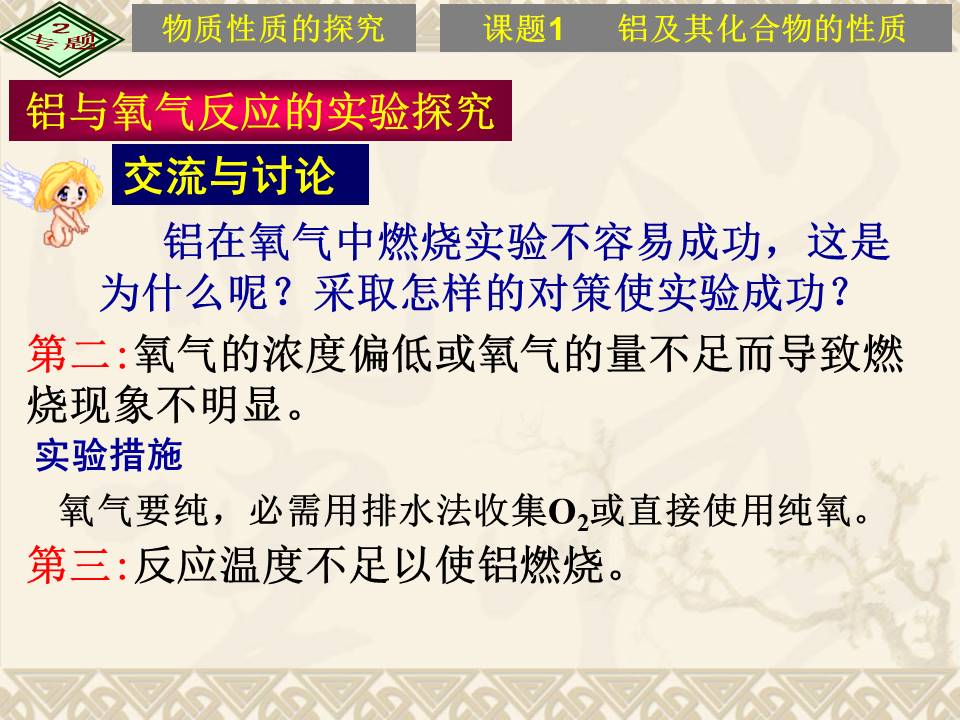 2
专题
物质性质的探究
课题1 铝及其化合物的性质
铝与氧气反应的实验探究
交流与讨论
铝在氧气中燃烧实验不容易成功，这是
为什么呢？采取怎样的对策使实验成功？
第二:氧气的浓度偏低或氧气的量不足而导致燃
烧现象不明显。
实验措施
氧气要纯，必需用排水法收集O₂或直接使用纯氧。
第三:反应温度不足以使铝燃烧。